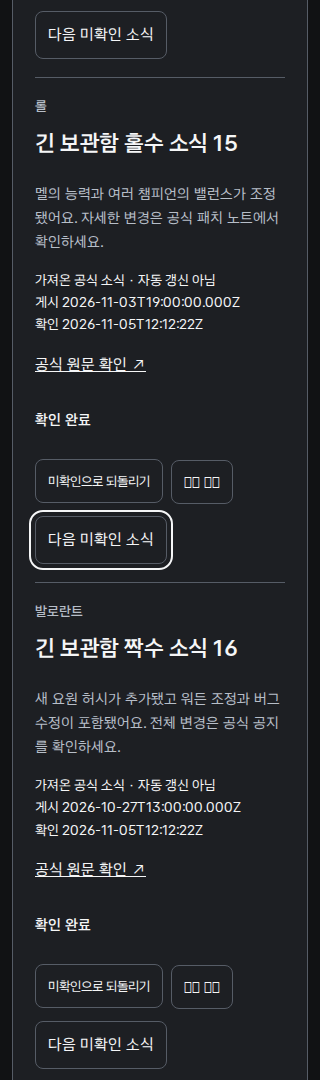 다음 미확인 소식
롤
긴 보관함 홀수 소식 15
멜의 능력과 여러 챔피언의 밸런스가 조정
됐어요. 자세한 변경은 공식 패치 노트에서
확인하세요.
가져온 공식 소식 · 자동 갱신 아님
게시 2026-11-03T19:00:00.000Z
확인 2026-11-05T12:12:22Z
공식 원문 확인 ↗
확인 완료
미확인으로 되돌리기
다음 미확인 소식
발로란트
긴 보관함 짝수 소식 16
새 요원 허시가 추가됐고 워든 조정과 버그
수정이 포함됐어요. 전체 변경은 공식 공지
를 확인하세요.
가져온 공식 소식 · 자동 갱신 아님
게시 2026-10-27T13:00:00.000Z
확인 2026-11-05T12:12:22Z
공식 원문 확인 ↗
확인 완료
미확인으로 되돌리기
다음 미확인 소식